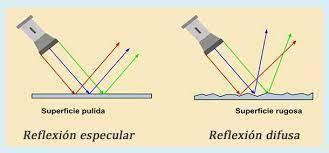 Superficie pulida
Reflexión especular
Superficie rugosa
Reflexión difusa